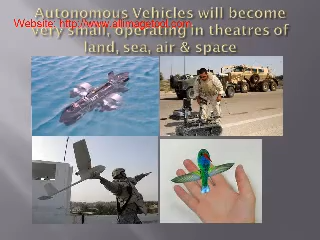 Autonomous Vehicles will become
Website: http://www.allimagetool.com
very small, operating in theatres of
land, sea, air & space